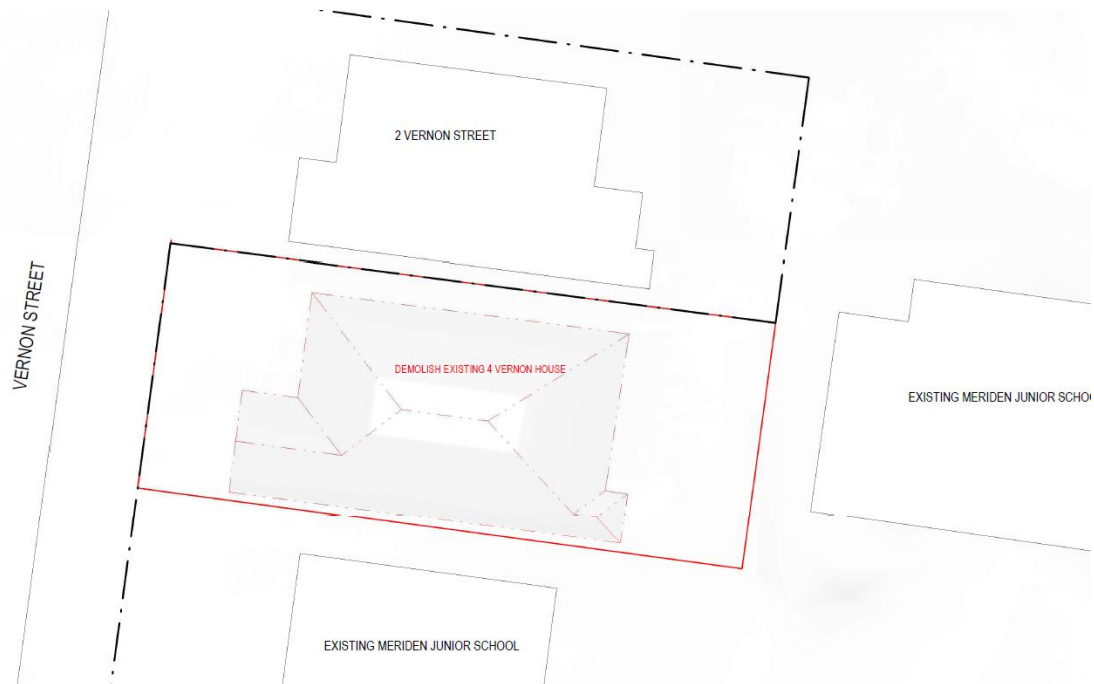 2 VERNON STREET
VERNON STREET
DEMOLISH EXISTING 4 VERNON HOUSE
EXISTING MERIDEN JUNIOR SCHO
EXISTING MERIDEN JUNIOR SCHOOL